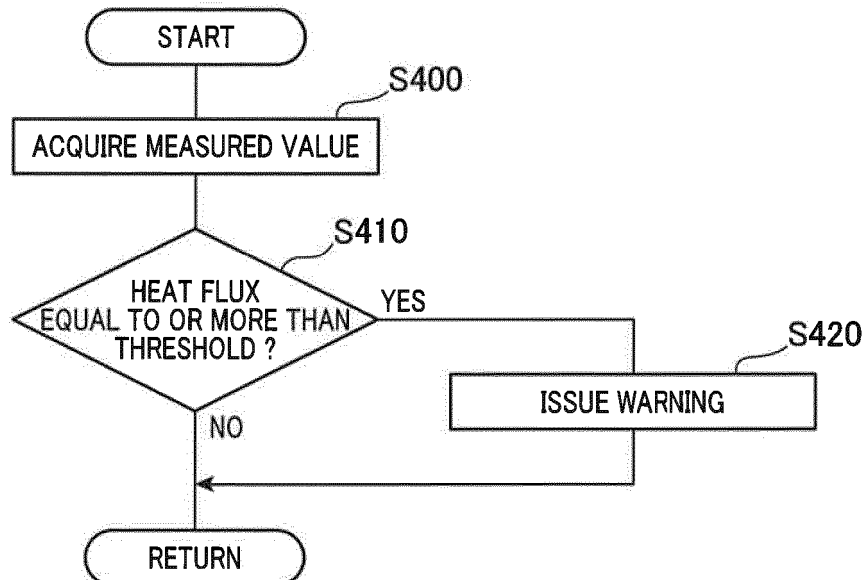 START
S400
ACQUIRE MEASURED VALUE
S410
HEAT FLUX
EQUAL TO OR MORE THAN
THRESHOLD ?
YES
S420
ISSUE WARNING
NO
RETURN